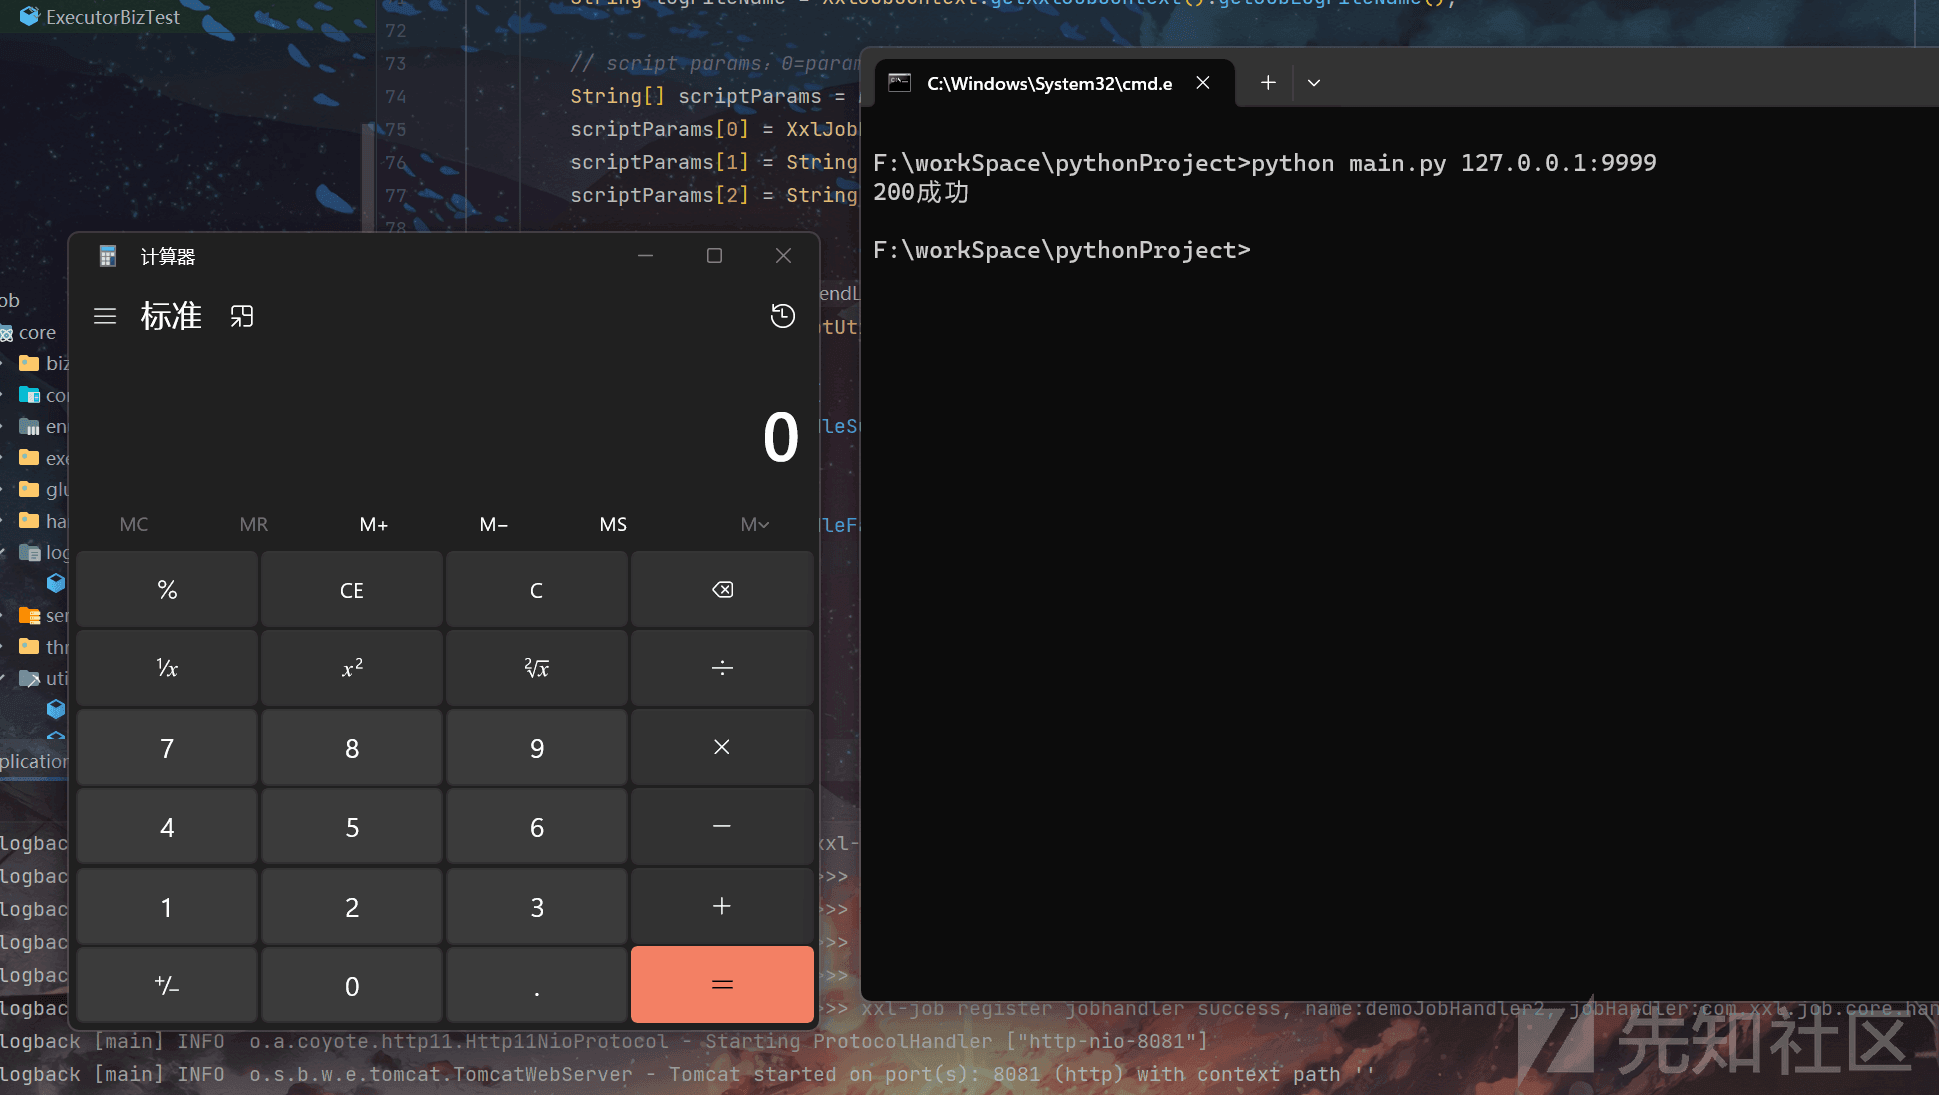 ExecutorBizTest
72
73 // script params: 0=param
74 String[] scriptParams =
75 scriptParams[0] = XxlJob
76 scriptParams[1] = String
77 scriptParams[2] = String
78
C:\Windows\System32\cmd.e
F:\workSpace\pythonProject>python main.py 127.0.0.1:9999
200成功
F:\workSpace\pythonProject>
计算器
标准
0
MC MR M+ M− MS M
% CE C
⅟x x² ²√x ÷
7 8 9 ×
4 5 6 −
1 2 3 +
+/− 0 . =
ob
core
biz
co
en
exe
glu
ha
log
ser
thr
uti
plication
endL
tUt
lleS
lleF
logbac xxl-
logbac >>>
logbac >>>
logbac >>>
logbac >>>
logbac >>> xxl-job register jobhandler success, name:demoJobHandler2, jobHandler:com.xxl.job.core.han
logback [main] INFO o.a.coyote.http11.Http11NioProtocol - Starting ProtocolHandler ["http-nio-8081"]
logback [main] INFO o.s.b.w.e.tomcat.TomcatWebServer - Tomcat started on port(s): 8081 (http) with context path ''
先知社区